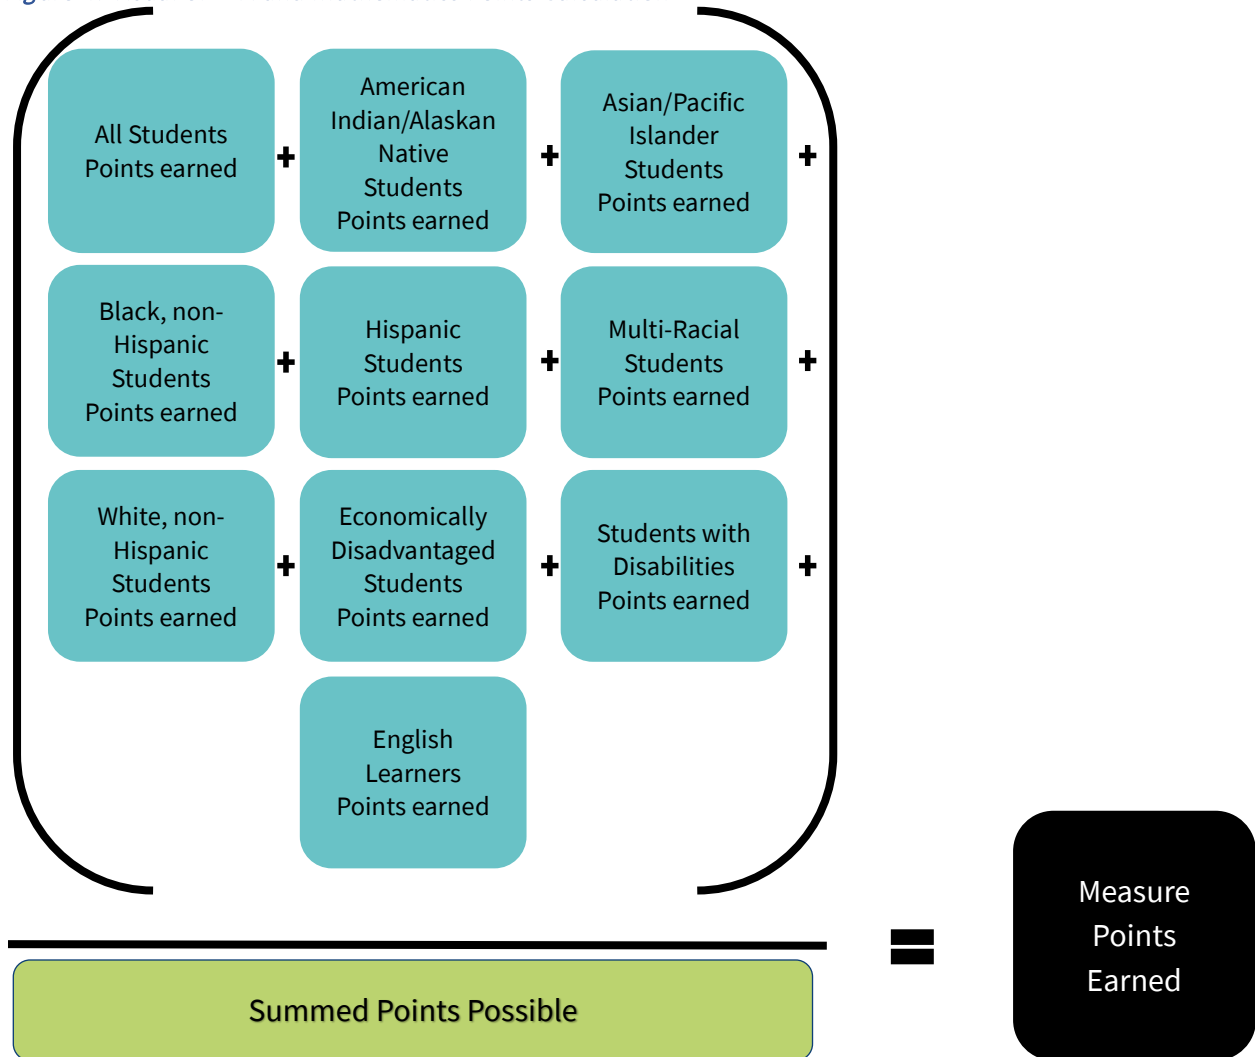 All Students
Points earned
+
American
Indian/Alaskan
Native
Students
Points earned
+
Asian/Pacific
Islander
Students
Points earned
+
Black, non-
Hispanic
Students
Points earned
+
Hispanic
Students
Points earned
+
Multi-Racial
Students
Points earned
+
White, non-
Hispanic
Students
Points earned
+
Economically
Disadvantaged
Students
Points earned
+
Students with
Disabilities
Points earned
+
English
Learners
Points earned
Summed Points Possible
=
Measure
Points
Earned